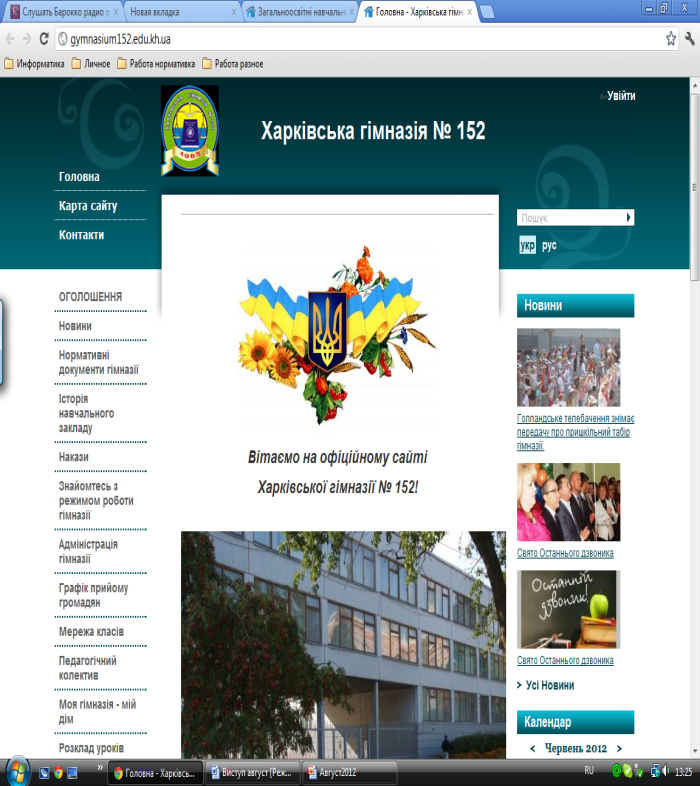 Слушать Барокко радио о
Новая вкладка
Загальноосвітні навчальн
Головна - Харківська гімн
gymnasium152.edu.kh.ua
Информатика
Личное
Работа нормативка
Работа разное
Увійти
1985
Харківська гімназія № 152
Головна
Карта сайту
Контакти
Пошук
укр рус
ОГОЛОШЕННЯ
Новини
Нормативні
документи гімназії
Історія
навчального
закладу
Накази
Знайомтесь з
режимом роботи
гімназії
Адміністрація
гімназії
Графік прийому
громадян
Мережа класів
Педагогічний
колектив
Моя гімназія - мій
дім
Розклад уроків
Вітаємо на офіційному сайті
Харківської гімназії № 152!
Новини
Голландське телебачення знімає
передачу про пришкільний табір
гімназії.
Свято Останнього дзвоника
Останній
дзвоник!
Свято Останнього дзвоника
> Усі Новини
Календар
< Червень 2012 >
»
Головна - Харківсь...
Виступ август [Реж...
Август2012
RU
13:25